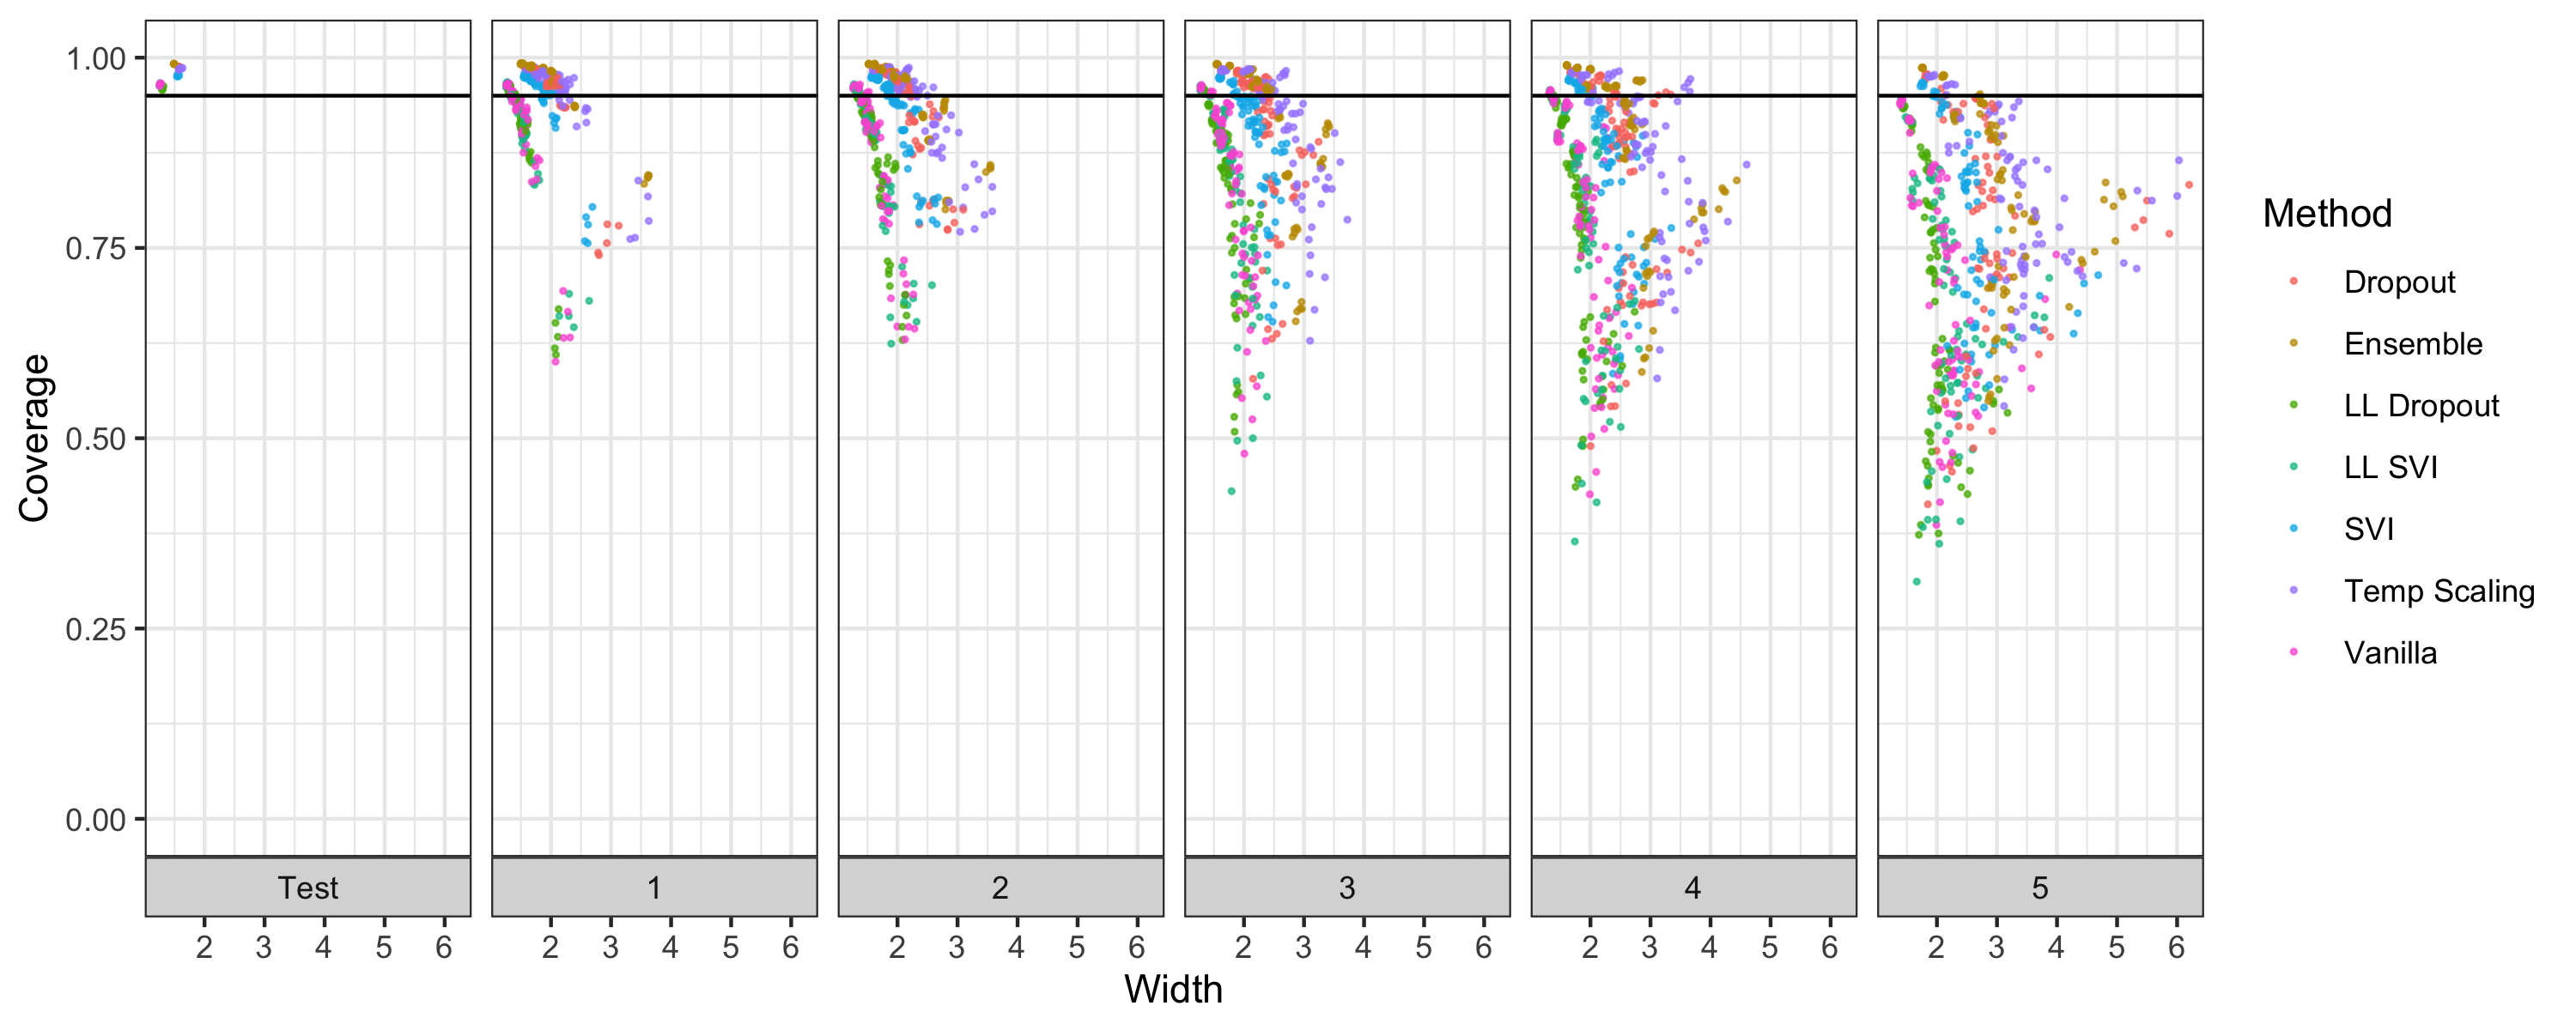 Coverage
1.00
0.75
0.50
0.25
0.00
Test
1
2
3
4
5
2 3 4 5 6
2 3 4 5 6
2 3 4 5 6
2 3 4 5 6
2 3 4 5 6
2 3 4 5 6
Width
Method
Dropout
Ensemble
LL Dropout
LL SVI
SVI
Temp Scaling
Vanilla